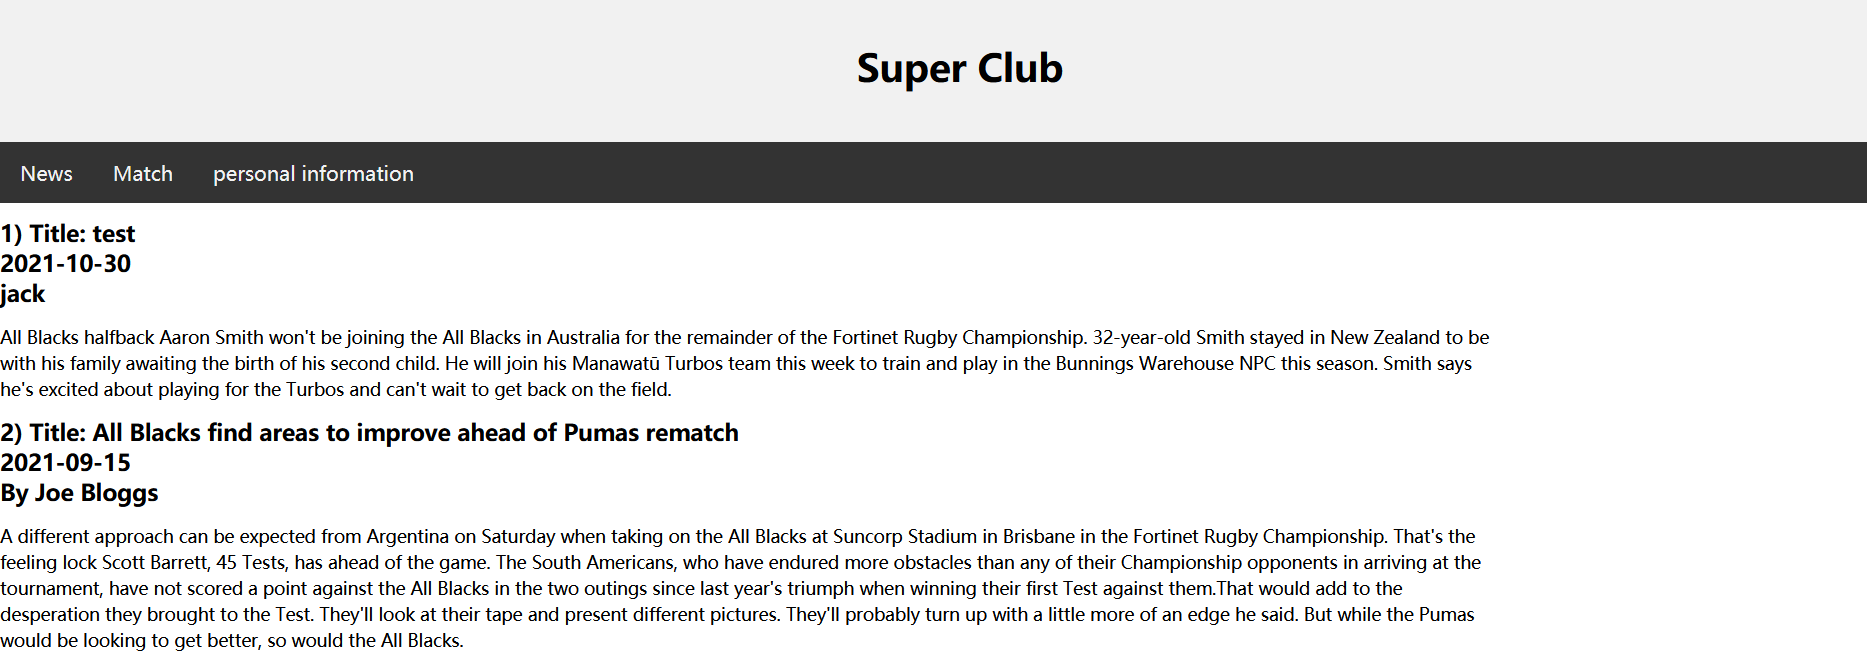 Super Club
News Match personal information
1) Title: test
2021-10-30
jack
All Blacks halfback Aaron Smith won't be joining the All Blacks in Australia for the remainder of the Fortinet Rugby Championship. 32-year-old Smith stayed in New Zealand to be
with his family awaiting the birth of his second child. He will join his Manawatū Turbos team this week to train and play in the Bunnings Warehouse NPC this season. Smith says
he's excited about playing for the Turbos and can't wait to get back on the field.
2) Title: All Blacks find areas to improve ahead of Pumas rematch
2021-09-15
By Joe Bloggs
A different approach can be expected from Argentina on Saturday when taking on the All Blacks at Suncorp Stadium in Brisbane in the Fortinet Rugby Championship. That's the
feeling lock Scott Barrett, 45 Tests, has ahead of the game. The South Americans, who have endured more obstacles than any of their Championship opponents in arriving at the
tournament, have not scored a point against the All Blacks in the two outings since last year's triumph when winning their first Test against them.That would add to the
desperation they brought to the Test. They'll look at their tape and present different pictures. They'll probably turn up with a little more of an edge he said. But while the Pumas
would be looking to get better, so would the All Blacks.